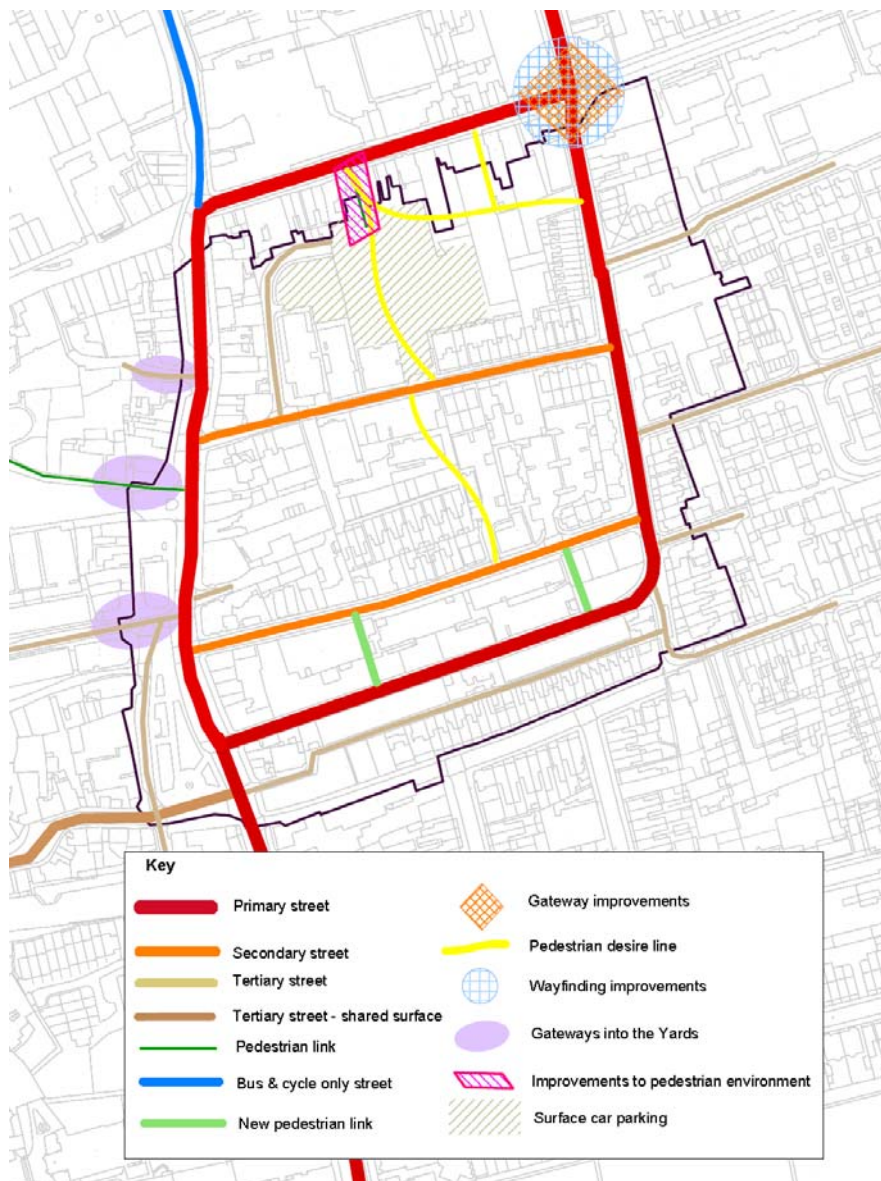 Key
Primary street
Secondary street
Tertiary street
Tertiary street - shared surface
Pedestrian link
Bus & cycle only street
New pedestrian link
Gateway improvements
Pedestrian desire line
Wayfinding improvements
Gateways into the Yards
Improvements to pedestrian environment
Surface car parking